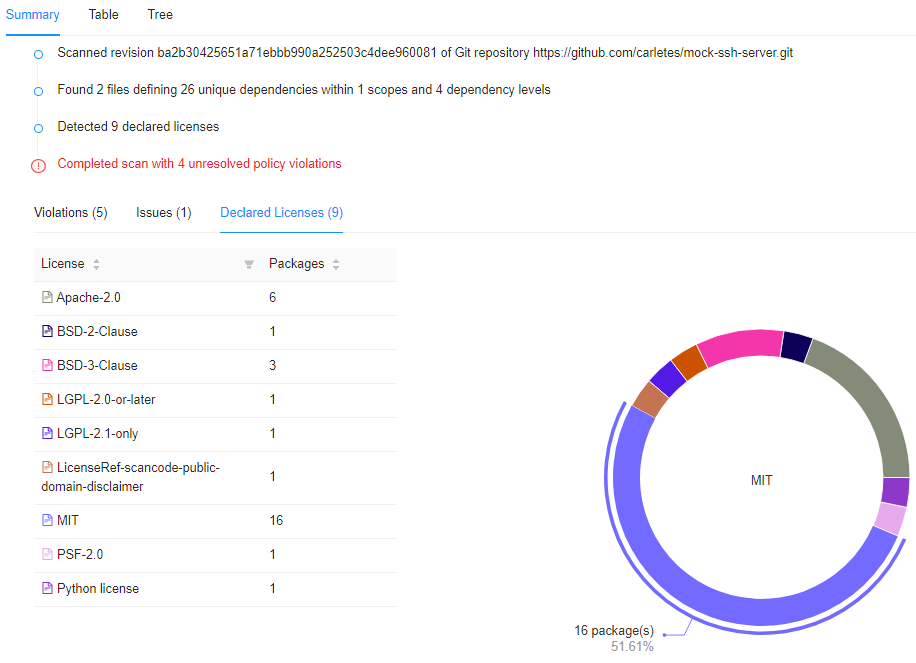 Summary Table Tree
Scanned revision ba2b30425651a71ebbb990a252503c4dee960081 of Git repository https://github.com/carletes/mock-ssh-server.git
Found 2 files defining 26 unique dependencies within 1 scopes and 4 dependency levels
Detected 9 declared licenses
Completed scan with 4 unresolved policy violations
Violations (5) Issues (1) Declared Licenses (9)
License Packages
Apache-2.0 6
BSD-2-Clause 1
BSD-3-Clause 3
LGPL-2.0-or-later 1
LGPL-2.1-only 1
LicenseRef-scancode-public-
domain-disclaimer 1
MIT 16
PSF-2.0 1
Python license 1
MIT
16 package(s)
51.61%